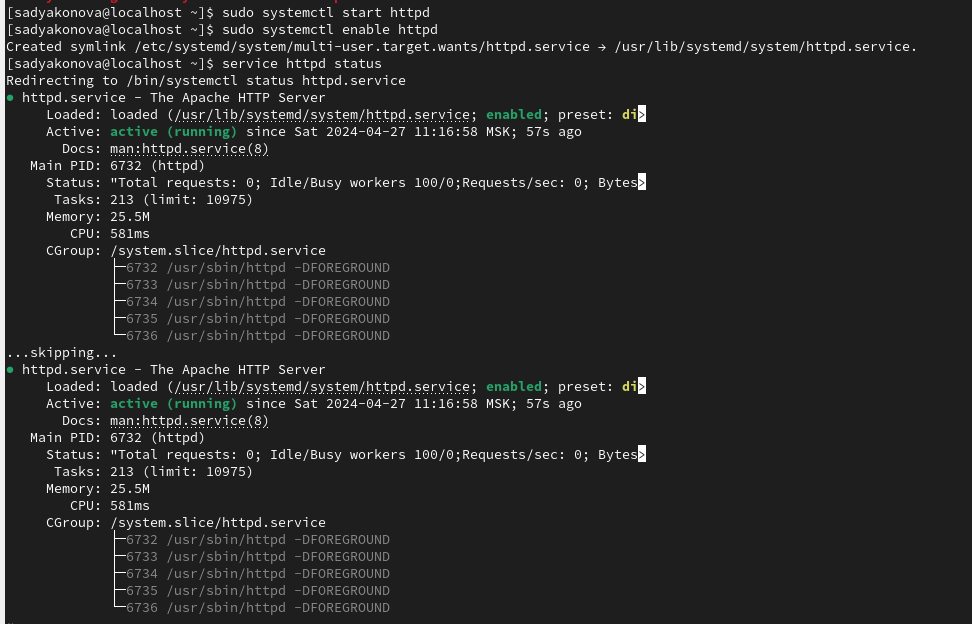 [sadyakonova@localhost ~]$ sudo systemctl start httpd
[sadyakonova@localhost ~]$ sudo systemctl enable httpd
Created symlink /etc/systemd/system/multi-user.target.wants/httpd.service → /usr/lib/systemd/system/httpd.service.
[sadyakonova@localhost ~]$ service httpd status
Redirecting to /bin/systemctl status httpd.service
● httpd.service - The Apache HTTP Server
     Loaded: loaded (/usr/lib/systemd/system/httpd.service; enabled; preset: di>
     Active: active (running) since Sat 2024-04-27 11:16:58 MSK; 57s ago
       Docs: man:httpd.service(8)
   Main PID: 6732 (httpd)
     Status: "Total requests: 0; Idle/Busy workers 100/0;Requests/sec: 0; Bytes>
      Tasks: 213 (limit: 10975)
     Memory: 25.5M
        CPU: 581ms
     CGroup: /system.slice/httpd.service
             ├─6732 /usr/sbin/httpd -DFOREGROUND
             ├─6733 /usr/sbin/httpd -DFOREGROUND
             ├─6734 /usr/sbin/httpd -DFOREGROUND
             ├─6735 /usr/sbin/httpd -DFOREGROUND
             └─6736 /usr/sbin/httpd -DFOREGROUND
...skipping...
● httpd.service - The Apache HTTP Server
     Loaded: loaded (/usr/lib/systemd/system/httpd.service; enabled; preset: di>
     Active: active (running) since Sat 2024-04-27 11:16:58 MSK; 57s ago
       Docs: man:httpd.service(8)
   Main PID: 6732 (httpd)
     Status: "Total requests: 0; Idle/Busy workers 100/0;Requests/sec: 0; Bytes>
      Tasks: 213 (limit: 10975)
     Memory: 25.5M
        CPU: 581ms
     CGroup: /system.slice/httpd.service
             ├─6732 /usr/sbin/httpd -DFOREGROUND
             ├─6733 /usr/sbin/httpd -DFOREGROUND
             ├─6734 /usr/sbin/httpd -DFOREGROUND
             ├─6735 /usr/sbin/httpd -DFOREGROUND
             └─6736 /usr/sbin/httpd -DFOREGROUND